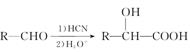 OH
R—CHO 1)HCN 2)H₃O⁺ R—CH—COOH